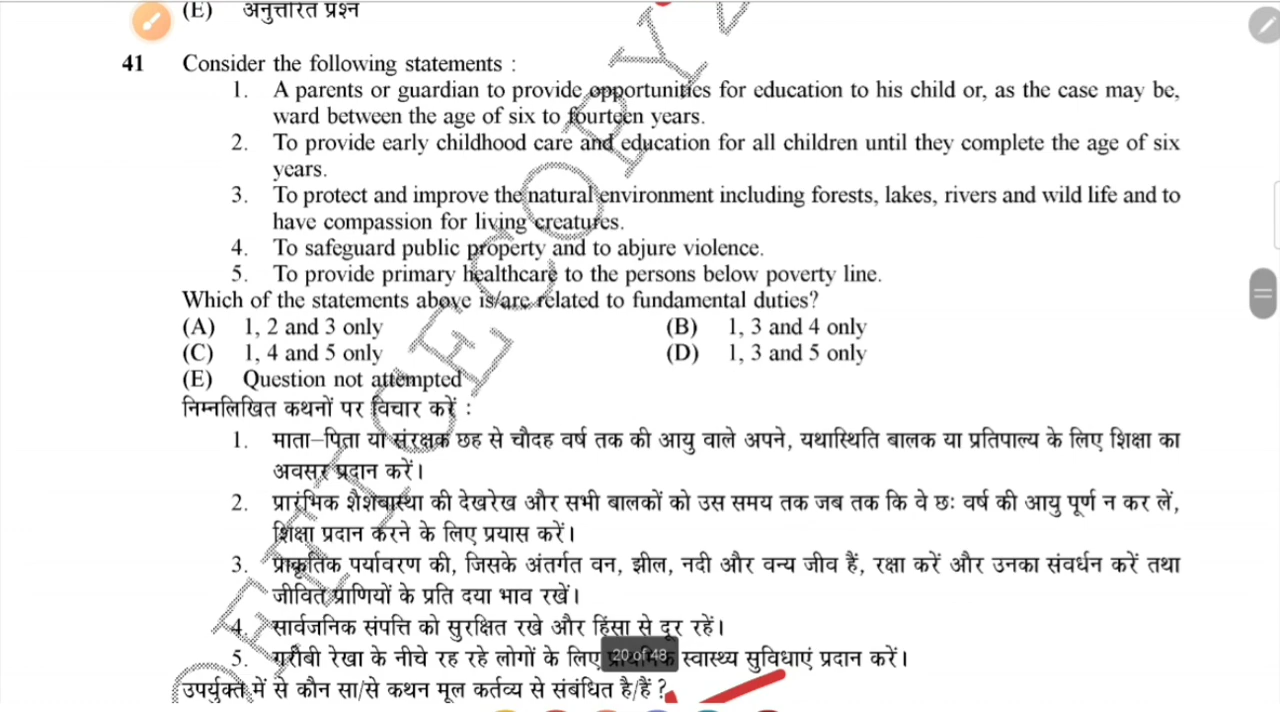 (E) अनुत्तरित प्रश्न
41 Consider the following statements :
1. A parents or guardian to provide opportunities for education to his child or, as the case may be,
ward between the age of six to fourteen years.
2. To provide early childhood care and education for all children until they complete the age of six
years.
3. To protect and improve the natural environment including forests, lakes, rivers and wild life and to
have compassion for living creatures.
4. To safeguard public property and to abjure violence.
5. To provide primary healthcare to the persons below poverty line.
Which of the statements above is/are related to fundamental duties?
(A) 1, 2 and 3 only (B) 1, 3 and 4 only
(C) 1, 4 and 5 only (D) 1, 3 and 5 only
(E) Question not attempted
निम्नलिखित कथनों पर विचार करें :
1. माता–पिता या संरक्षक छह से चौदह वर्ष तक की आयु वाले अपने, यथास्थिति बालक या प्रतिपाल्य के लिए शिक्षा का
अवसर प्रदान करें।
2. प्रारंभिक शैशवास्था की देखरेख और सभी बालकों को उस समय तक जब तक कि वे छः वर्ष की आयु पूर्ण न कर लें,
शिक्षा प्रदान करने के लिए प्रयास करें।
3. प्राकृतिक पर्यावरण की, जिसके अंतर्गत वन, झील, नदी और वन्य जीव हैं, रक्षा करें और उनका संवर्धन करें तथा
जीवित प्राणियों के प्रति दया भाव रखें।
4. सार्वजनिक संपत्ति को सुरक्षित रखे और हिंसा से दूर रहें।
5. गरीबी रेखा के नीचे रह रहे लोगों के लिए प्राथमिक स्वास्थ्य सुविधाएं प्रदान करें।
20 of 48
उपर्युक्त में से कौन सा/से कथन मूल कर्तव्य से संबंधित है/हैं ?